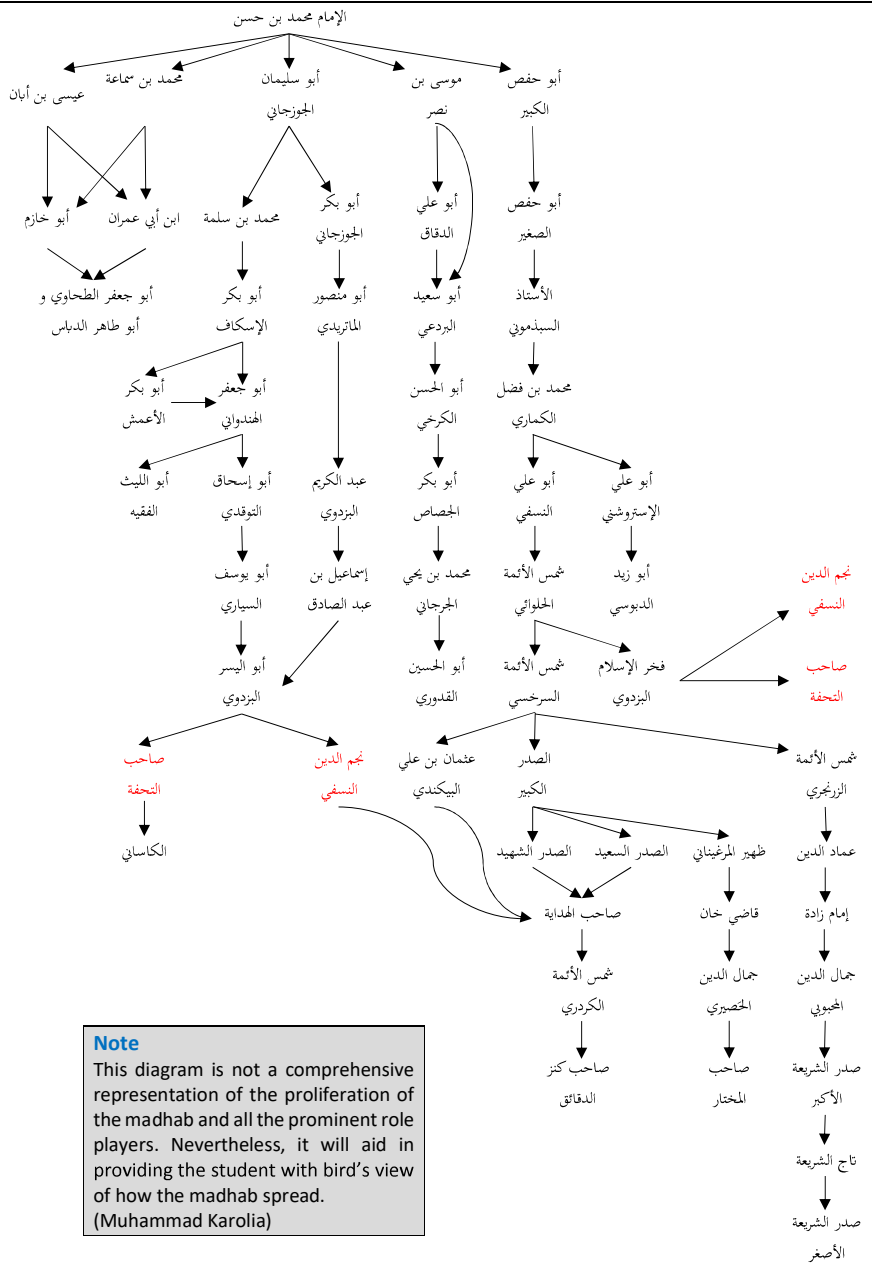 الإمام محمد بن حسن
أبو حفص
الكبير
موسى بن
نصر
أبو سليمان
الجوزجاني
محمد بن سماعة
عيسى بن أبان
أبو حفص
الصغير
أبو علي
الدقاق
أبو بكر
الجوزجاني
محمد بن سلمة
ابن أبي عمران
أبو خازم
الأستاذ
السبذموني
أبو سعيد
البردعي
أبو منصور
الماتريدي
أبو بكر
الإسكاف
أبو جعفر الطحاوي و
أبو طاهر الدباس
محمد بن فضل
الكماري
أبو الحسن
الكرخي
أبو جعفر
الهندواني
أبو بكر
الأعمش
أبو علي
الإستروشني
أبو علي
النسفي
أبو بكر
الجصاص
عبد الكريم
البزدوي
أبو إسحاق
التوقدي
أبو الليث
الفقيه
نجم الدين
النسفي
أبو زيد
الدبوسي
شمس الأئمة
الحلوائي
محمد بن يحي
الجرجاني
إسماعيل بن
عبد الصادق
أبو يوسف
السياري
صاحب
التحفة
فخر الإسلام
البزدوي
شمس الأئمة
السرخسي
أبو الحسين
القدوري
أبو اليسر
البزدوي
شمس الأئمة
الزرنجري
الصدر
الكبير
عثمان بن علي
البيكندي
نجم الدين
النسفي
صاحب
التحفة
عماد الدين
ظهير المرغيناني
الصدر السعيد
الصدر الشهيد
الكاساني
إمام زادة
قاضي خان
صاحب الهداية
جمال الدين
المحبوبي
جمال الدين
الحَصيري
شمس الأئمة
الكردري
صدر الشريعة
الأكبر
صاحب
المختار
صاحب كنز
الدقائق
تاج الشريعة
صدر الشريعة
الأصغر
Note
This diagram is not a comprehensive
representation of the proliferation of
the madhab and all the prominent role
players. Nevertheless, it will aid in
providing the student with bird's view
of how the madhab spread.
(Muhammad Karolia)